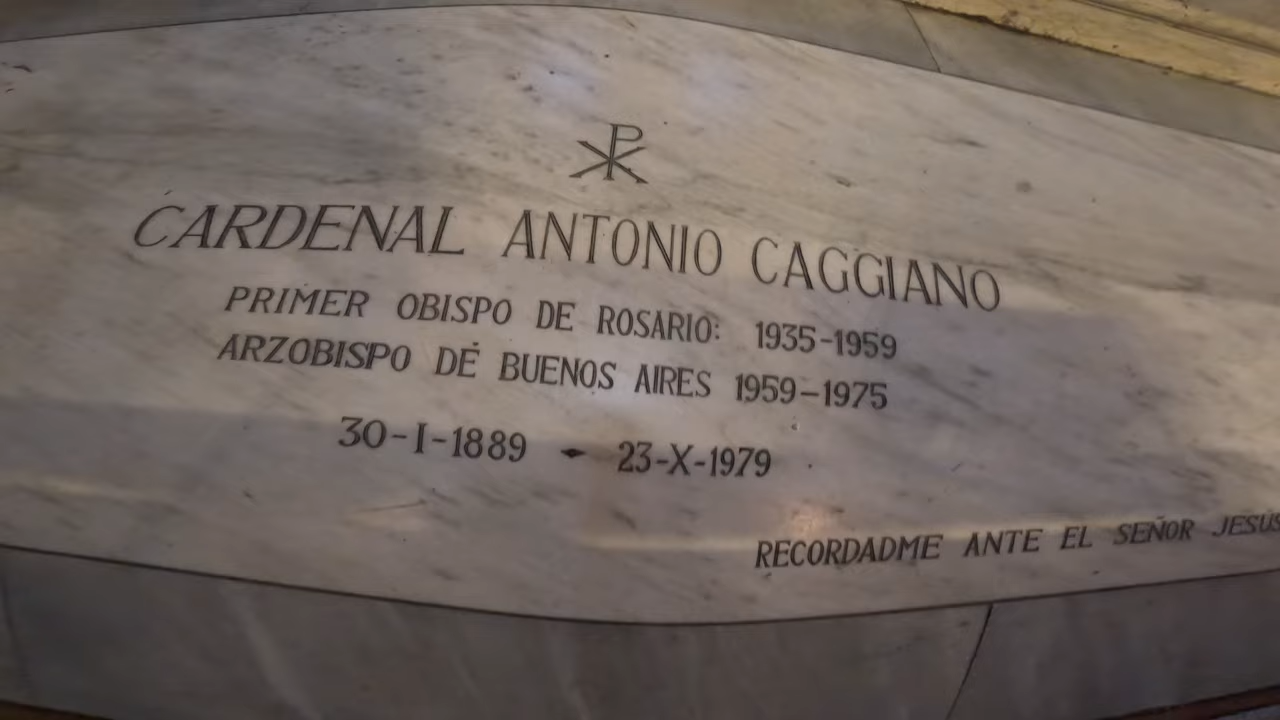 CARDENAL ANTONIO CAGGIANO
PRIMER OBISPO DE ROSARIO: 1935-1959
ARZOBISPO DE BUENOS AIRES 1959-1975
30-I-1889 - 23-X-1979
RECORDADME ANTE EL SEÑOR JESÚS